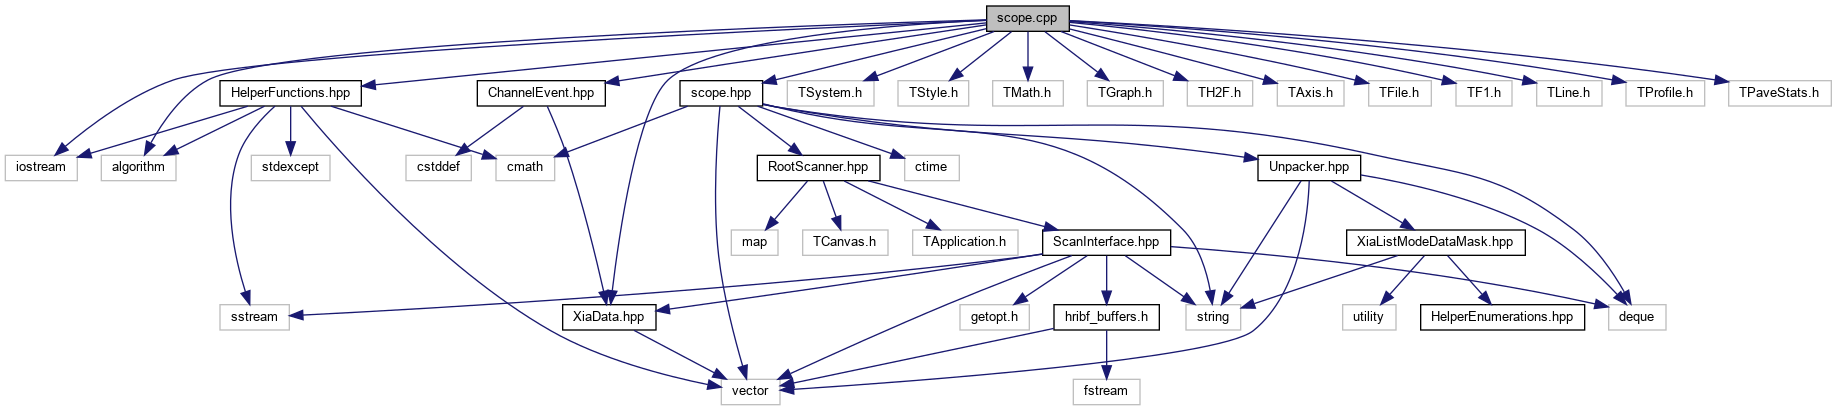 scope.cpp
HelperFunctions.hpp
ChannelEvent.hpp
scope.hpp
TSystem.h
TStyle.h
TMath.h
TGraph.h
TH2F.h
TAxis.h
TFile.h
TF1.h
TLine.h
TProfile.h
TPaveStats.h
iostream
algorithm
stdexcept
cstddef
cmath
RootScanner.hpp
ctime
Unpacker.hpp
map
TCanvas.h
TApplication.h
ScanInterface.hpp
XiaListModeDataMask.hpp
sstream
XiaData.hpp
getopt.h
hribf_buffers.h
string
utility
HelperEnumerations.hpp
deque
vector
fstream